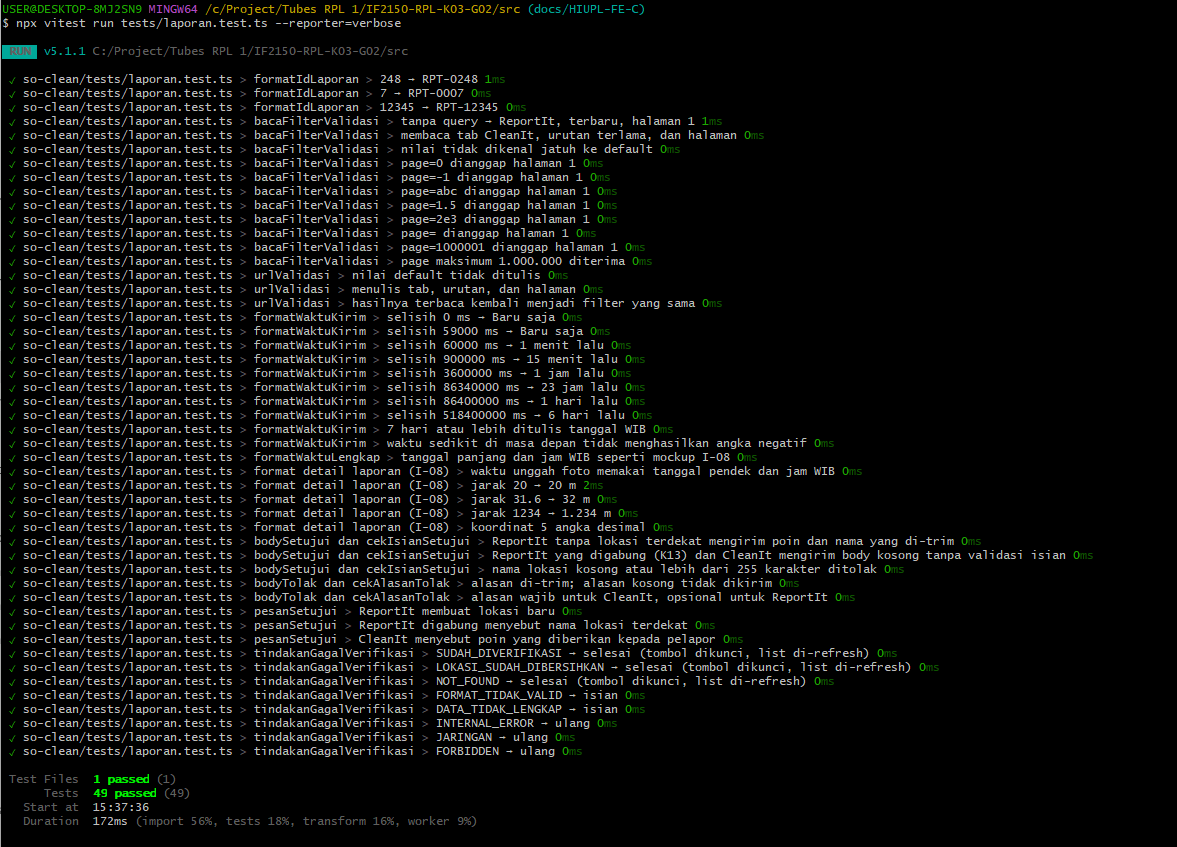 USER@DESKTOP-8MJ2SN9 MINGW64 /c/Project/Tubes RPL 1/IF2150-RPL-K03-G02/src (docs/HIUPL-FE-C)
$ npx vitest run tests/laporan.test.ts --reporter=verbose
RUN v5.1.1 C:/Project/Tubes RPL 1/IF2150-RPL-K03-G02/src
✓ so-clean/tests/laporan.test.ts > formatIdLaporan > 248 → RPT-0248 1ms
✓ so-clean/tests/laporan.test.ts > formatIdLaporan > 7 → RPT-0007 0ms
✓ so-clean/tests/laporan.test.ts > formatIdLaporan > 12345 → RPT-12345 0ms
✓ so-clean/tests/laporan.test.ts > bacaFilterValidasi > tanpa query → ReportIt, terbaru, halaman 1 1ms
✓ so-clean/tests/laporan.test.ts > bacaFilterValidasi > membaca tab CleanIt, urutan terlama, dan halaman 0ms
✓ so-clean/tests/laporan.test.ts > bacaFilterValidasi > nilai tidak dikenal jatuh ke default 0ms
✓ so-clean/tests/laporan.test.ts > bacaFilterValidasi > page=0 dianggap halaman 1 0ms
✓ so-clean/tests/laporan.test.ts > bacaFilterValidasi > page=-1 dianggap halaman 1 0ms
✓ so-clean/tests/laporan.test.ts > bacaFilterValidasi > page=abc dianggap halaman 1 0ms
✓ so-clean/tests/laporan.test.ts > bacaFilterValidasi > page=1.5 dianggap halaman 1 0ms
✓ so-clean/tests/laporan.test.ts > bacaFilterValidasi > page=2e3 dianggap halaman 1 0ms
✓ so-clean/tests/laporan.test.ts > bacaFilterValidasi > page= dianggap halaman 1 0ms
✓ so-clean/tests/laporan.test.ts > bacaFilterValidasi > page=1000001 dianggap halaman 1 0ms
✓ so-clean/tests/laporan.test.ts > bacaFilterValidasi > page maksimum 1.000.000 diterima 0ms
✓ so-clean/tests/laporan.test.ts > urlValidasi > nilai default tidak ditulis 0ms
✓ so-clean/tests/laporan.test.ts > urlValidasi > menulis tab, urutan, dan halaman 0ms
✓ so-clean/tests/laporan.test.ts > urlValidasi > hasilnya terbaca kembali menjadi filter yang sama 0ms
✓ so-clean/tests/laporan.test.ts > formatWaktuKirim > selisih 0 ms → Baru saja 0ms
✓ so-clean/tests/laporan.test.ts > formatWaktuKirim > selisih 59000 ms → Baru saja 0ms
✓ so-clean/tests/laporan.test.ts > formatWaktuKirim > selisih 60000 ms → 1 menit lalu 0ms
✓ so-clean/tests/laporan.test.ts > formatWaktuKirim > selisih 900000 ms → 15 menit lalu 0ms
✓ so-clean/tests/laporan.test.ts > formatWaktuKirim > selisih 3600000 ms → 1 jam lalu 0ms
✓ so-clean/tests/laporan.test.ts > formatWaktuKirim > selisih 86340000 ms → 23 jam lalu 0ms
✓ so-clean/tests/laporan.test.ts > formatWaktuKirim > selisih 86400000 ms → 1 hari lalu 0ms
✓ so-clean/tests/laporan.test.ts > formatWaktuKirim > selisih 518400000 ms → 6 hari lalu 0ms
✓ so-clean/tests/laporan.test.ts > formatWaktuKirim > 7 hari atau lebih ditulis tanggal WIB 0ms
✓ so-clean/tests/laporan.test.ts > formatWaktuKirim > waktu sedikit di masa depan tidak menghasilkan angka negatif 0ms
✓ so-clean/tests/laporan.test.ts > formatWaktuLengkap > tanggal panjang dan jam WIB seperti mockup I-08 0ms
✓ so-clean/tests/laporan.test.ts > format detail laporan (I-08) > waktu unggah foto memakai tanggal pendek dan jam WIB 0ms
✓ so-clean/tests/laporan.test.ts > format detail laporan (I-08) > jarak 20 → 20 m 2ms
✓ so-clean/tests/laporan.test.ts > format detail laporan (I-08) > jarak 31.6 → 32 m 0ms
✓ so-clean/tests/laporan.test.ts > format detail laporan (I-08) > jarak 1234 → 1.234 m 0ms
✓ so-clean/tests/laporan.test.ts > format detail laporan (I-08) > koordinat 5 angka desimal 0ms
✓ so-clean/tests/laporan.test.ts > bodySetujui dan cekIsianSetujui > ReportIt tanpa lokasi terdekat mengirim poin dan nama yang di-trim 0ms
✓ so-clean/tests/laporan.test.ts > bodySetujui dan cekIsianSetujui > ReportIt yang digabung (K13) dan CleanIt mengirim body kosong tanpa validasi isian 0ms
✓ so-clean/tests/laporan.test.ts > bodySetujui dan cekIsianSetujui > nama lokasi kosong atau lebih dari 255 karakter ditolak 0ms
✓ so-clean/tests/laporan.test.ts > bodyTolak dan cekAlasanTolak > alasan di-trim; alasan kosong tidak dikirim 0ms
✓ so-clean/tests/laporan.test.ts > bodyTolak dan cekAlasanTolak > alasan wajib untuk CleanIt, opsional untuk ReportIt 0ms
✓ so-clean/tests/laporan.test.ts > pesanSetujui > ReportIt membuat lokasi baru 0ms
✓ so-clean/tests/laporan.test.ts > pesanSetujui > ReportIt digabung menyebut nama lokasi terdekat 0ms
✓ so-clean/tests/laporan.test.ts > pesanSetujui > CleanIt menyebut poin yang diberikan kepada pelapor 0ms
✓ so-clean/tests/laporan.test.ts > tindakanGagalVerifikasi > SUDAH_DIVERIFIKASI → selesai (tombol dikunci, list di-refresh) 0ms
✓ so-clean/tests/laporan.test.ts > tindakanGagalVerifikasi > LOKASI_SUDAH_DIBERSIHKAN → selesai (tombol dikunci, list di-refresh) 0ms
✓ so-clean/tests/laporan.test.ts > tindakanGagalVerifikasi > NOT_FOUND → selesai (tombol dikunci, list di-refresh) 0ms
✓ so-clean/tests/laporan.test.ts > tindakanGagalVerifikasi > FORMAT_TIDAK_VALID → isian 0ms
✓ so-clean/tests/laporan.test.ts > tindakanGagalVerifikasi > DATA_TIDAK_LENGKAP → isian 0ms
✓ so-clean/tests/laporan.test.ts > tindakanGagalVerifikasi > INTERNAL_ERROR → ulang 0ms
✓ so-clean/tests/laporan.test.ts > tindakanGagalVerifikasi > JARINGAN → ulang 0ms
✓ so-clean/tests/laporan.test.ts > tindakanGagalVerifikasi > FORBIDDEN → ulang 0ms
Test Files 1 passed (1)
Tests 49 passed (49)
Start at 15:37:36
Duration 172ms (import 56%, tests 18%, transform 16%, worker 9%)